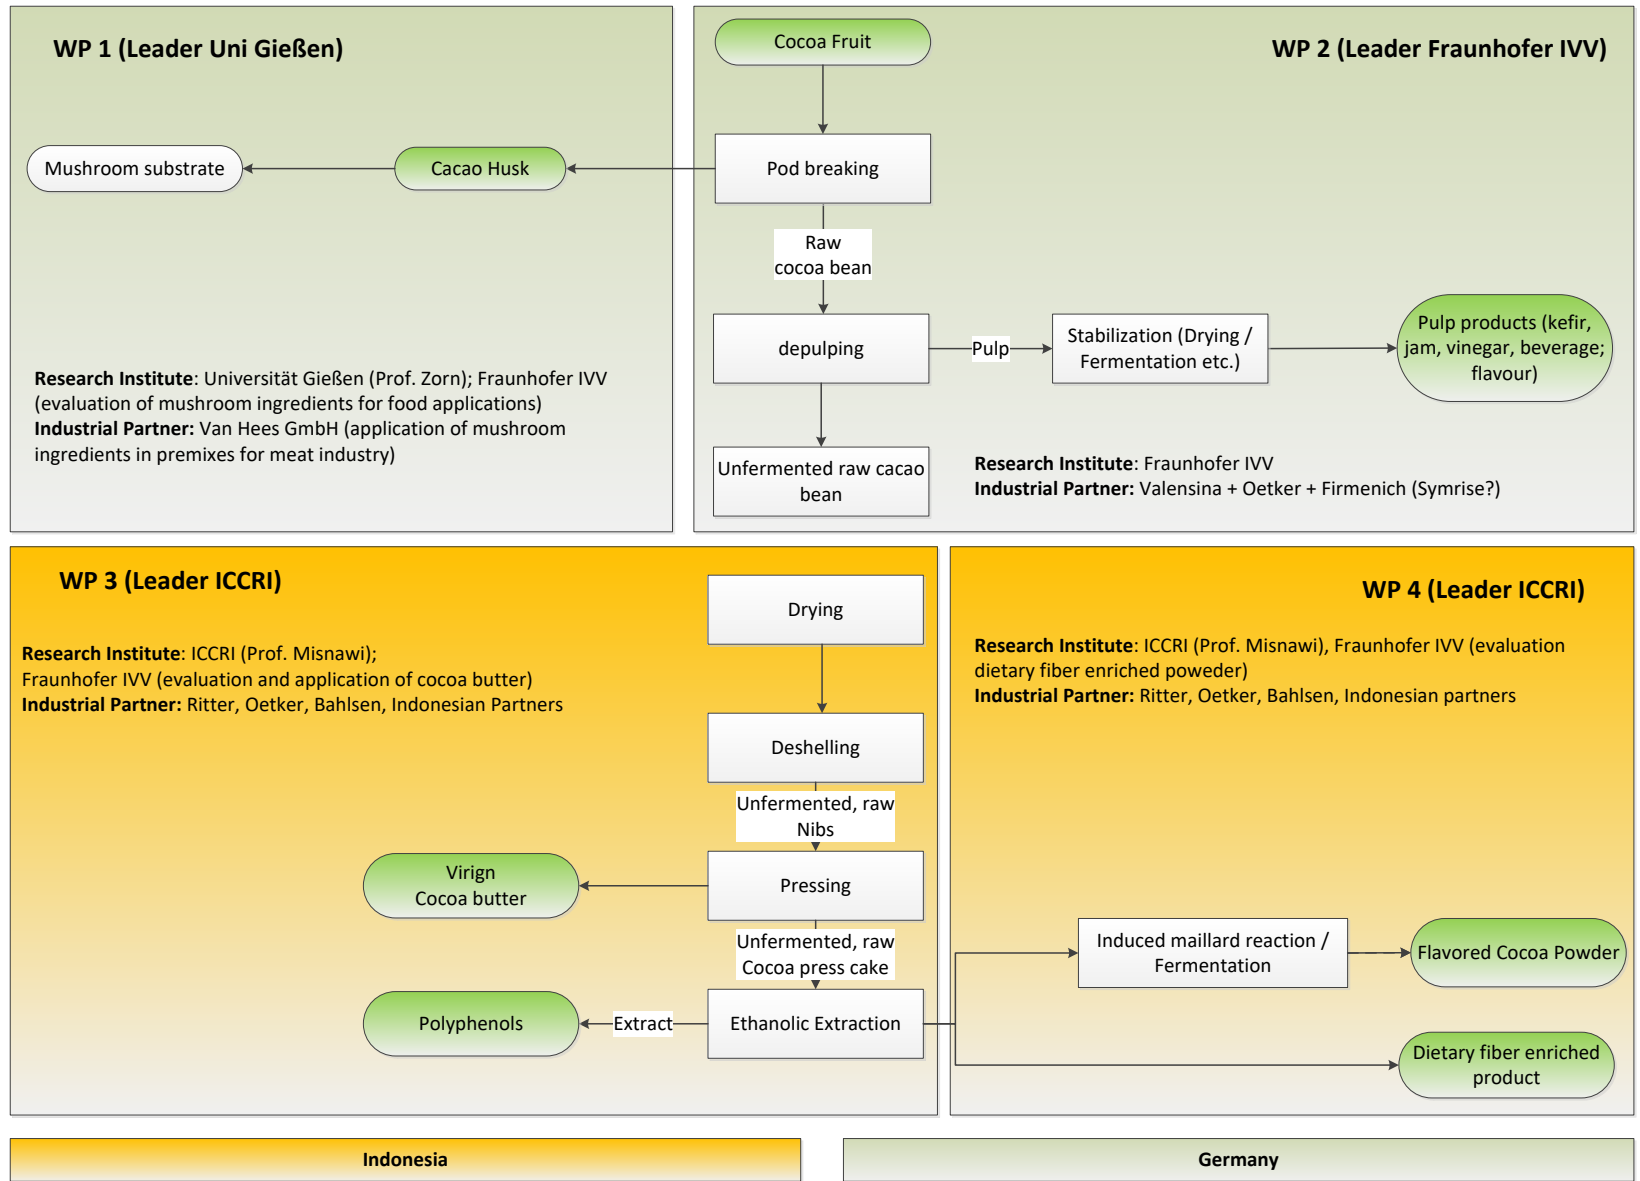 WP 1 (Leader Uni Gießen)
Mushroom substrate
Cacao Husk
Research Institute: Universität Gießen (Prof. Zorn); Fraunhofer IVV
(evaluation of mushroom ingredients for food applications)
Industrial Partner: Van Hees GmbH (application of mushroom
ingredients in premixes for meat industry)
WP 2 (Leader Fraunhofer IVV)
Cocoa Fruit
Pod breaking
Raw
cocoa bean
depulping
Pulp
Stabilization (Drying /
Fermentation etc.)
Pulp products (kefir,
jam, vinegar, beverage;
flavour)
Unfermented raw cacao
bean
Research Institute: Fraunhofer IVV
Industrial Partner: Valensina + Oetker + Firmenich (Symrise?)
WP 3 (Leader ICCRI)
Research Institute: ICCRI (Prof. Misnawi);
Fraunhofer IVV (evaluation and application of cocoa butter)
Industrial Partner: Ritter, Oetker, Bahlsen, Indonesian Partners
Drying
Deshelling
Unfermented, raw
Nibs
Pressing
Virign
Cocoa butter
Unfermented, raw
Cocoa press cake
Ethanolic Extraction
Extract
Polyphenols
WP 4 (Leader ICCRI)
Research Institute: ICCRI (Prof. Misnawi), Fraunhofer IVV (evaluation
dietary fiber enriched poweder)
Industrial Partner: Ritter, Oetker, Bahlsen, Indonesian partners
Induced maillard reaction /
Fermentation
Flavored Cocoa Powder
Dietary fiber enriched
product
Indonesia
Germany